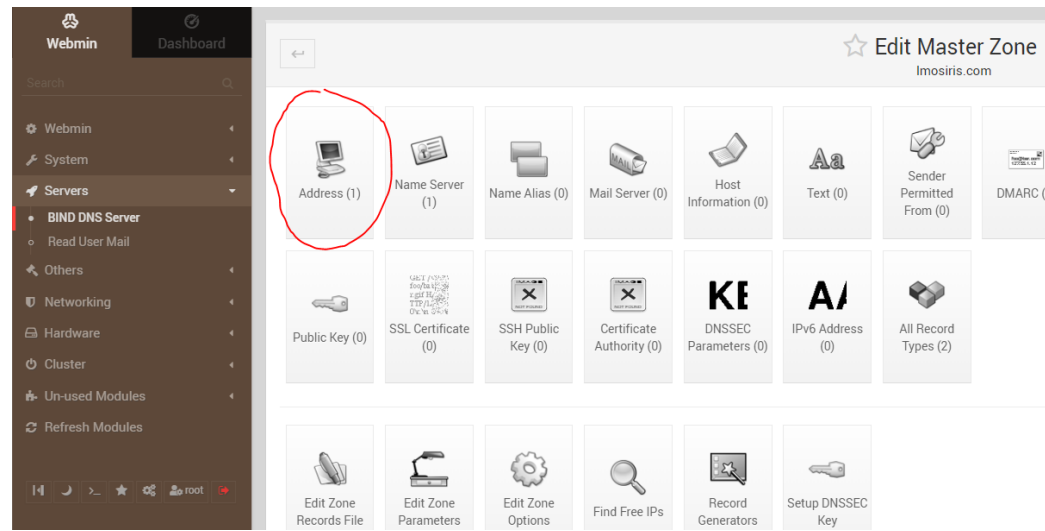 Webmin
Dashboard
Search
Webmin
System
Servers
BIND DNS Server
Read User Mail
Others
Networking
Hardware
Cluster
Un-used Modules
Refresh Modules
root
Edit Master Zone
lmosiris.com
Address (1)
Name Server
(1)
Name Alias (0)
Mail Server (0)
Host
Information (0)
Text (0)
Sender
Permitted
From (0)
DMARC (
Public Key (0)
SSL Certificate
(0)
SSH Public
Key (0)
Certificate
Authority (0)
DNSSEC
Parameters (0)
IPv6 Address
(0)
All Record
Types (2)
Edit Zone
Records File
Edit Zone
Parameters
Edit Zone
Options
Find Free IPs
Record
Generators
Setup DNSSEC
Key